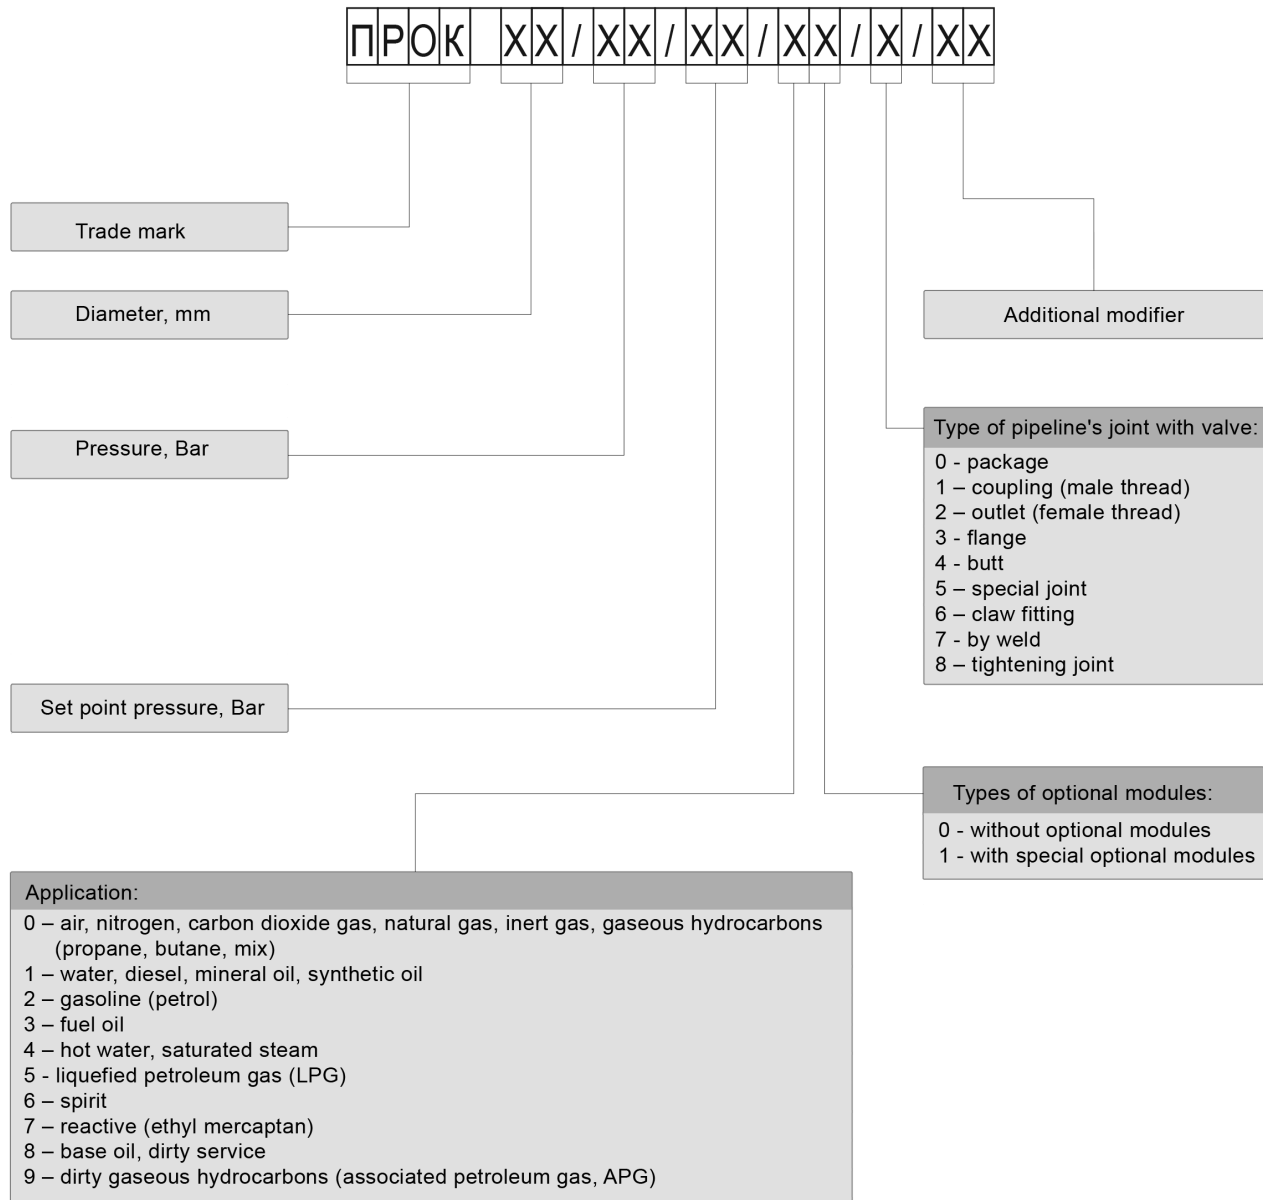 ПРОК XX/XX/XX/XX/X/XX
Trade mark
Diameter, mm
Additional modifier
Pressure, Bar
Type of pipeline's joint with valve:
0 - package
1 – coupling (male thread)
2 – outlet (female thread)
3 - flange
4 - butt
5 – special joint
6 – claw fitting
7 - by weld
8 – tightening joint
Set point pressure, Bar
Types of optional modules:
0 - without optional modules
1 - with special optional modules
Application:
0 – air, nitrogen, carbon dioxide gas, natural gas, inert gas, gaseous hydrocarbons
(propane, butane, mix)
1 – water, diesel, mineral oil, synthetic oil
2 – gasoline (petrol)
3 – fuel oil
4 – hot water, saturated steam
5 - liquefied petroleum gas (LPG)
6 – spirit
7 – reactive (ethyl mercaptan)
8 – base oil, dirty service
9 – dirty gaseous hydrocarbons (associated petroleum gas, APG)